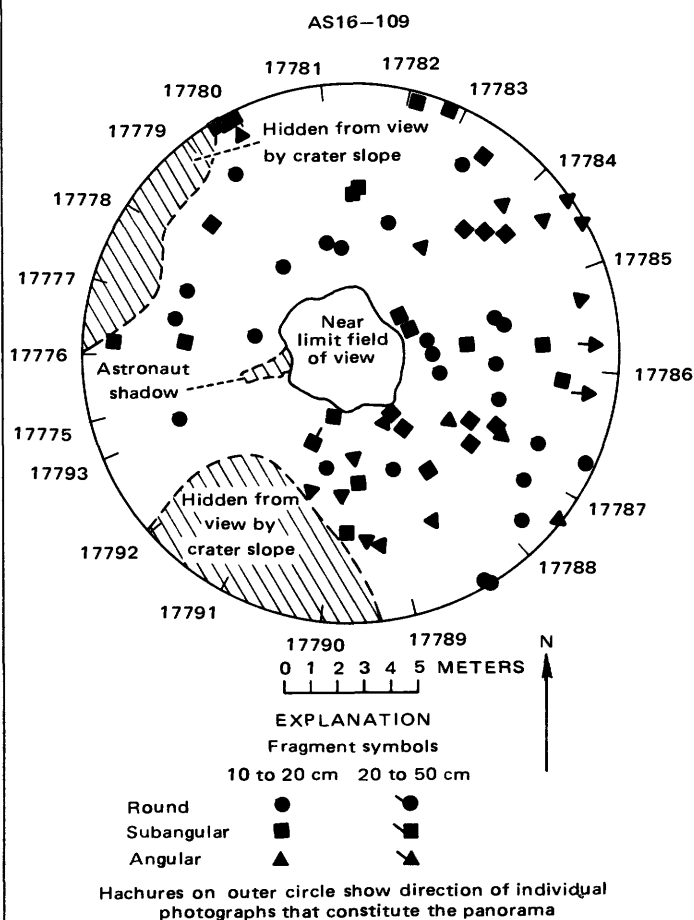 AS16—109
17781
17782
17780
17783
17779
Hidden from view
by crater slope
17784
17778
17785
17777
Near
limit field
of view
17776
Astronaut
shadow
17786
17775
17793
Hidden from
view by
crater slope
17787
17792
17788
17791
17790
17789
N
0 1 2 3 4 5 METERS
EXPLANATION
Fragment symbols
10 to 20 cm 20 to 50 cm
Round
Subangular
Angular
Hachures on outer circle show direction of individual
photographs that constitute the panorama